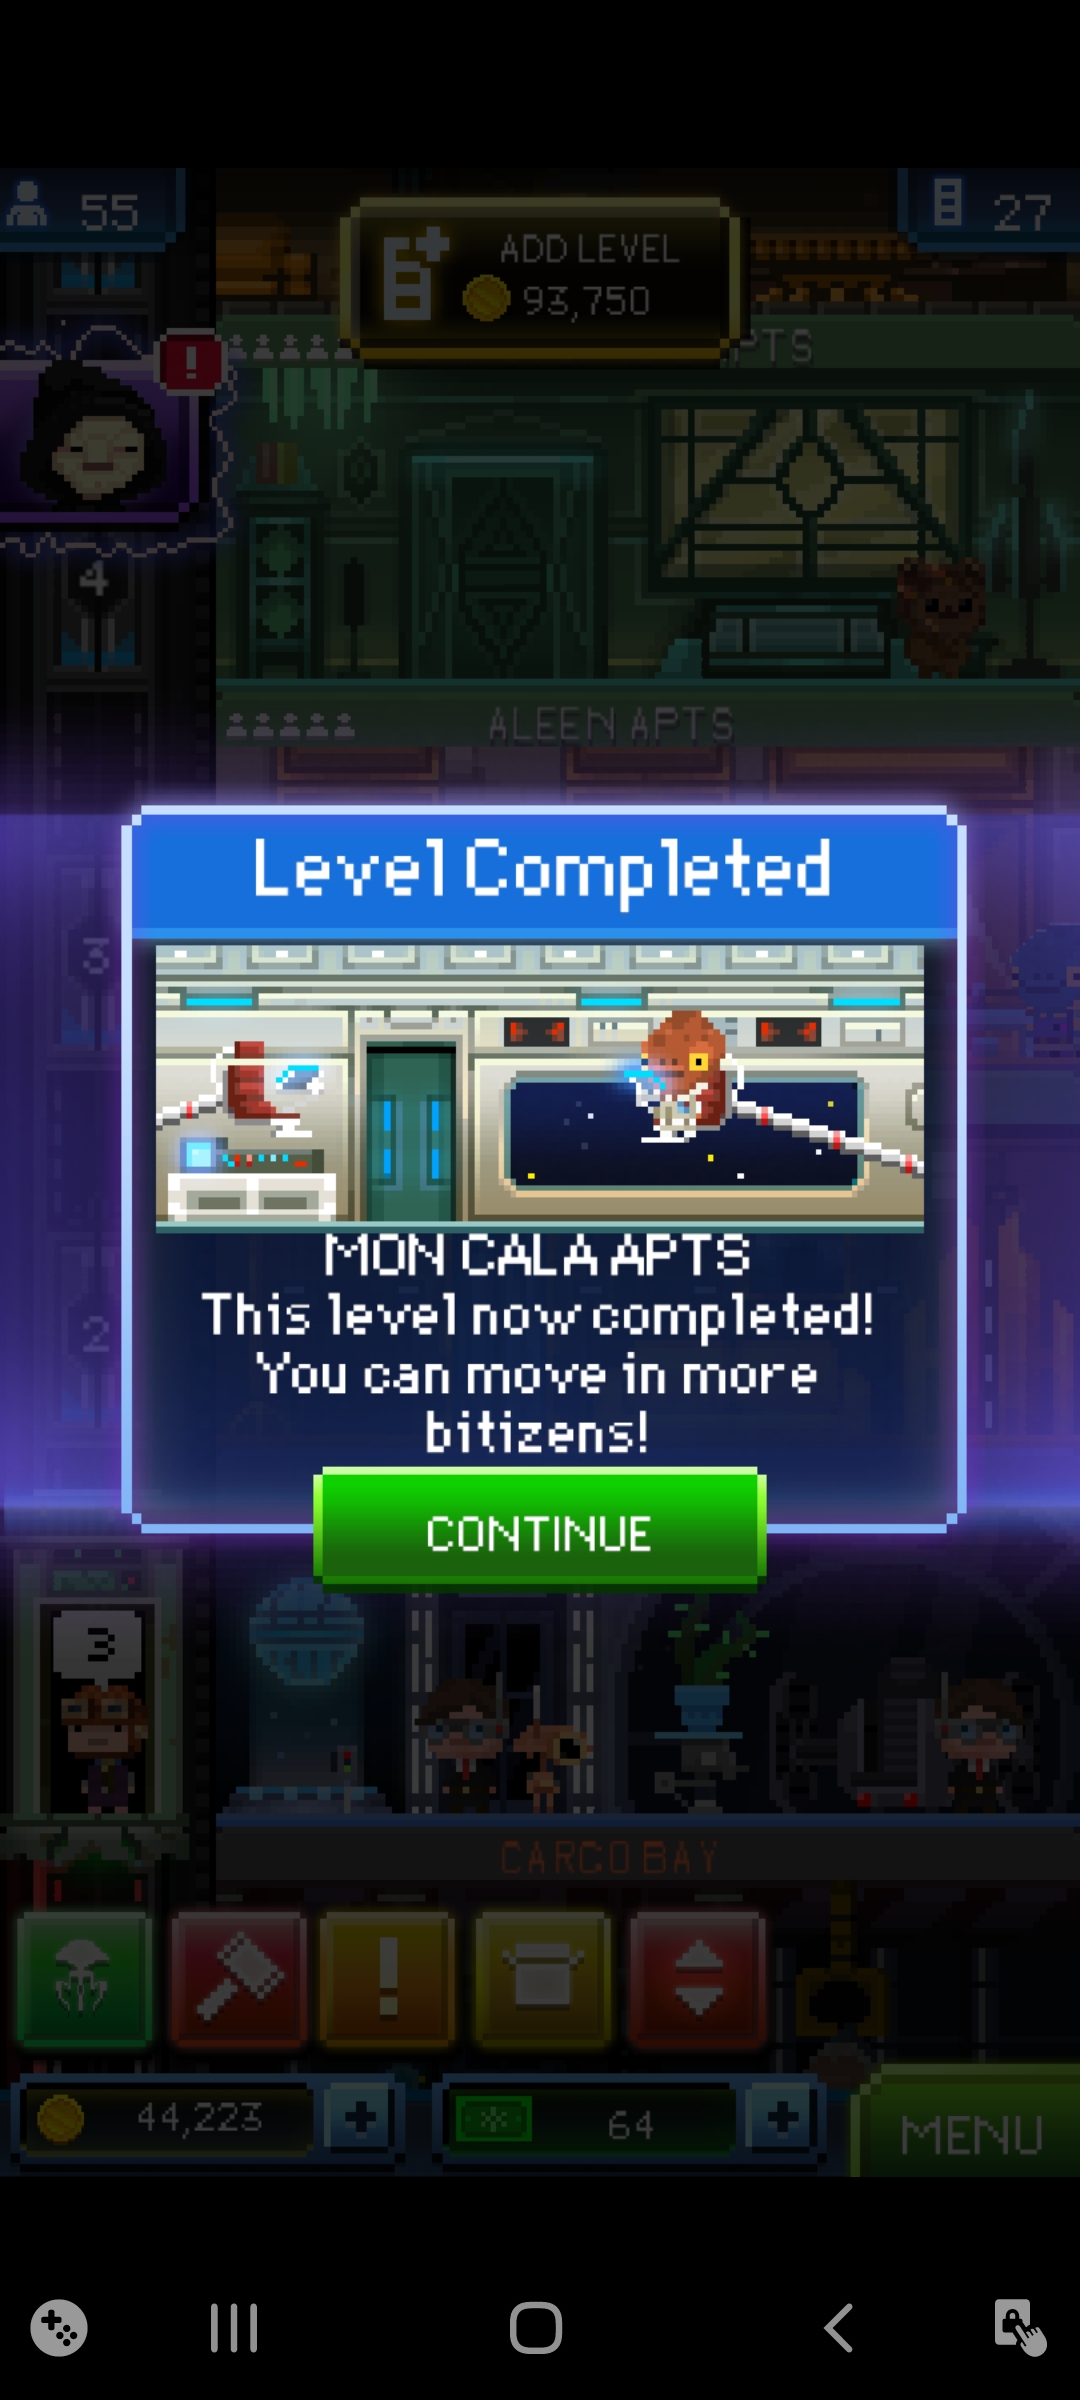 55
ADD LEVEL
93,750
27
PTS
4
ALEEN APTS
Level Completed
3
MON CALA APTS
This level now completed!
You can move in more
bitizens!
2
CONTINUE
3
CARGO BAY
44,223
64
MENU